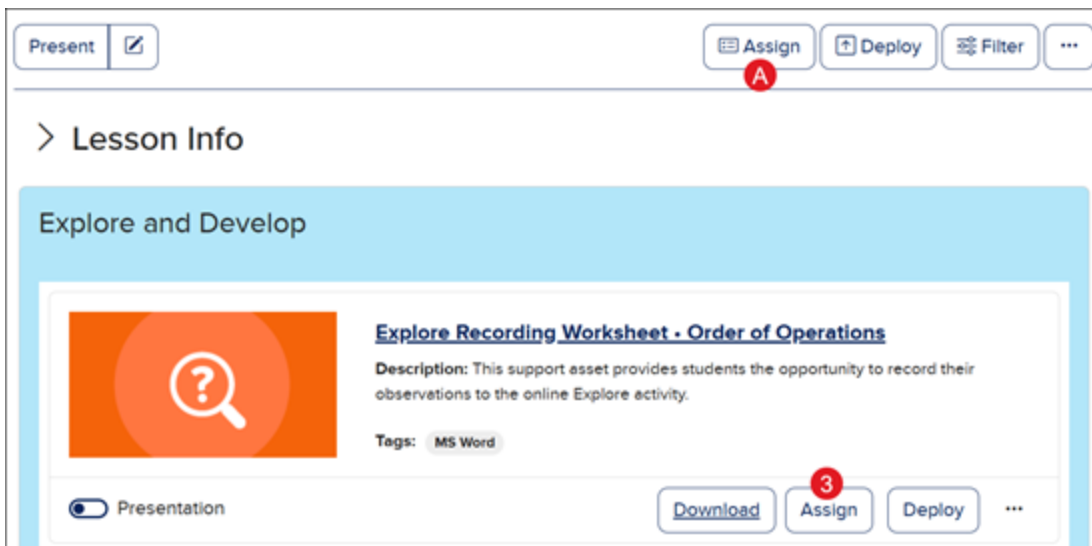 Present
Assign
Deploy
Filter
...
A
Lesson Info
Explore and Develop
Explore Recording Worksheet • Order of Operations
Description: This support asset provides students the opportunity to record their
observations to the online Explore activity.
Tags: MS Word
3
Presentation
Download
Assign
Deploy
...